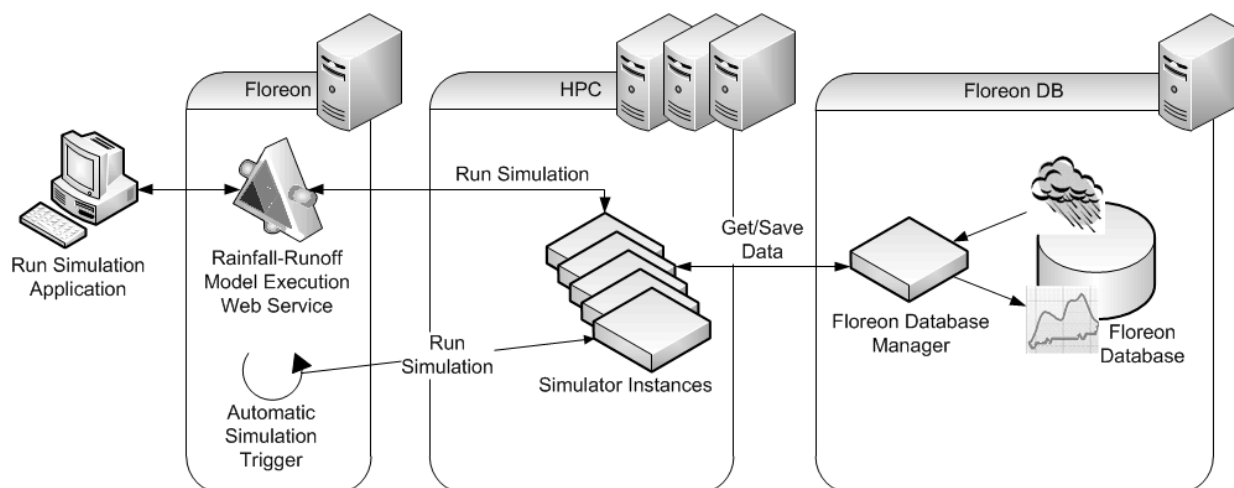 Floreon
HPC
Floreon DB
Run Simulation
Application
Rainfall-Runoff
Model Execution
Web Service
Run Simulation
Get/Save
Data
Run
Simulation
Automatic
Simulation
Trigger
Simulator Instances
Floreon Database
Manager
Floreon
Database